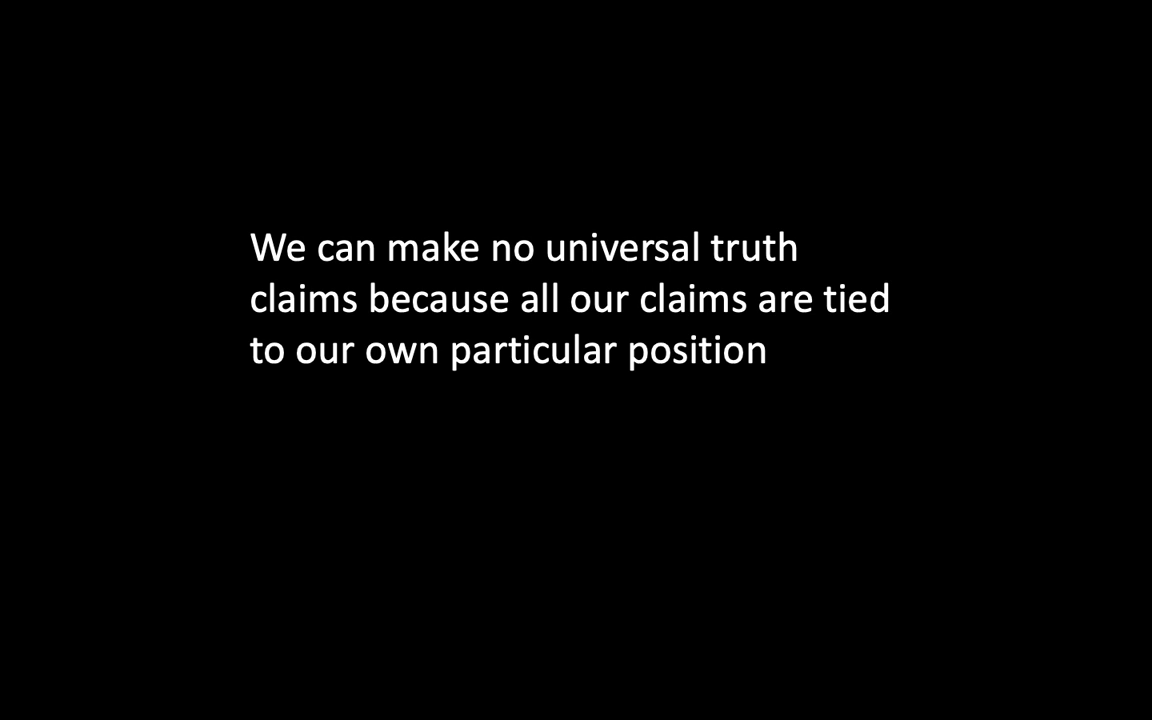 We can make no universal truth
claims because all our claims are tied
to our own particular position